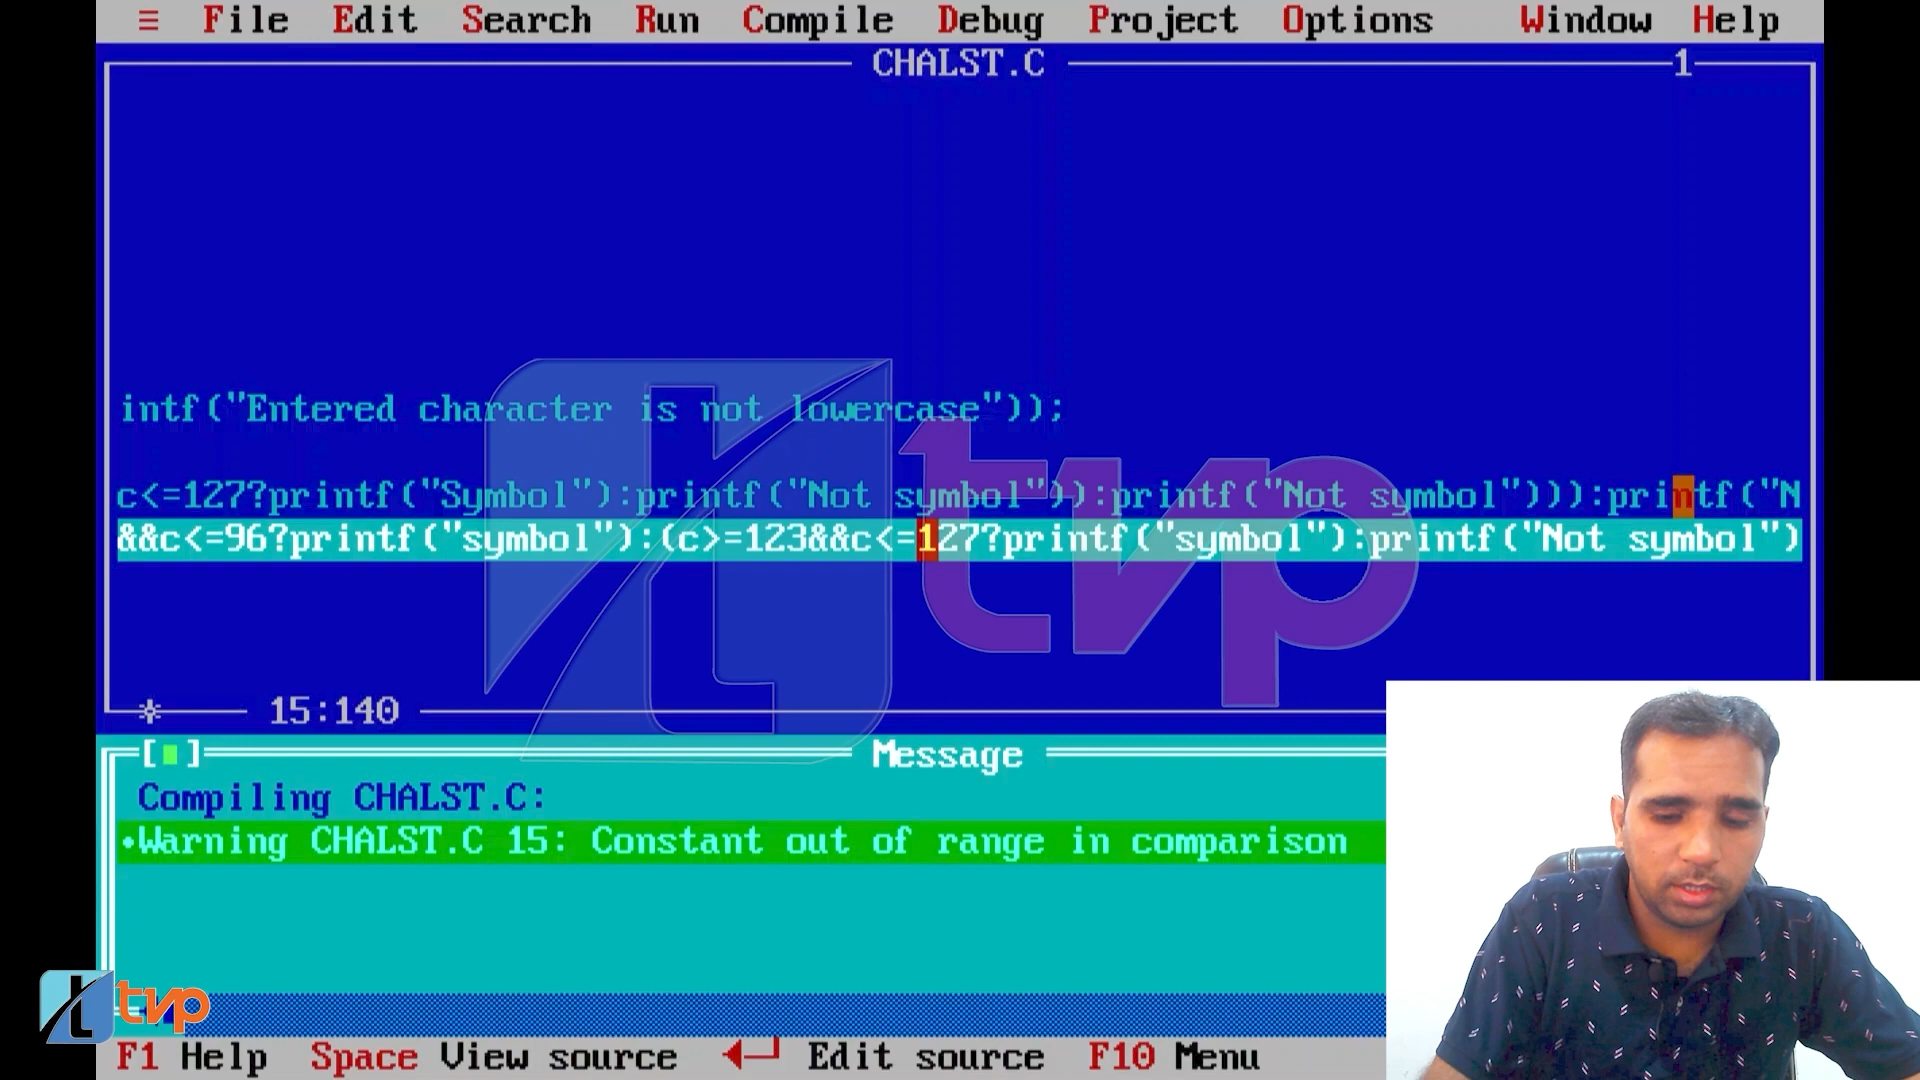 ≡ File Edit Search Run Compile Debug Project Options Window Help
CHALST.C 1
intf("Entered character is not lowercase"));
c<=127?printf("Symbol"):printf("Not symbol")):printf("Not symbol"))):printf("N
&&c<=96?printf("symbol"):(c>=123&&c<=127?printf("symbol"):printf("Not symbol")
tvp
15:140
[■] Message
Compiling CHALST.C:
•Warning CHALST.C 15: Constant out of range in comparison
tvp
F1 Help Space View source ◄─┘ Edit source F10 Menu